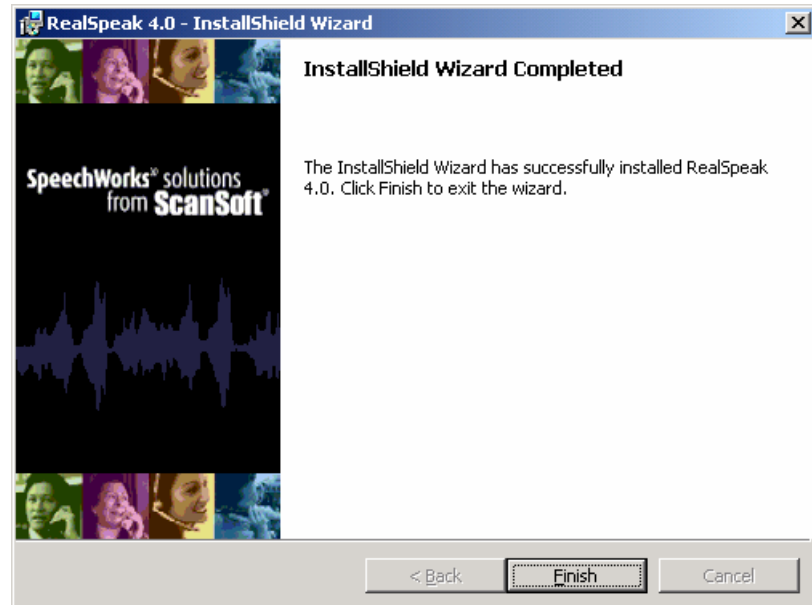 RealSpeak 4.0 - InstallShield Wizard
InstallShield Wizard Completed
SpeechWorks® solutions
from ScanSoft®
The InstallShield Wizard has successfully installed RealSpeak
4.0. Click Finish to exit the wizard.
< Back
Finish
Cancel